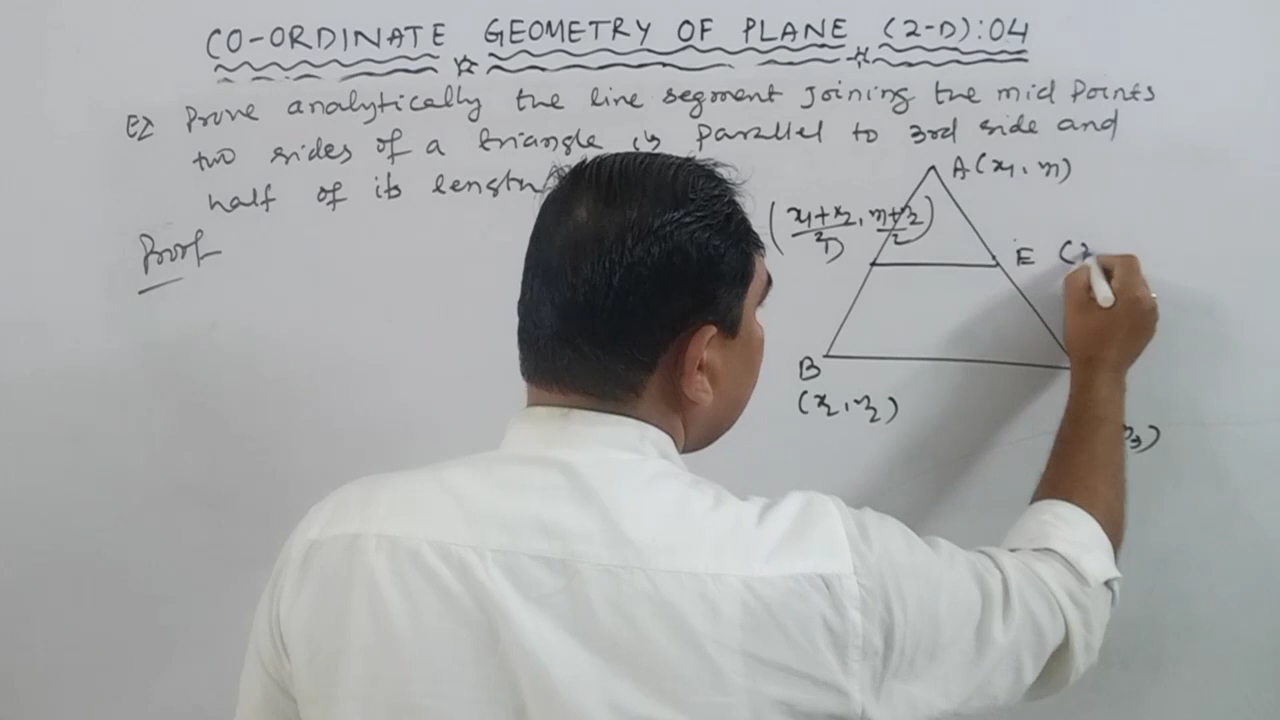 CO-ORDINATE GEOMETRY OF PLANE (2-D):04
Ex Prove analytically the line segment joining the mid points
two sides of a triangle is parallel to 3rd side and
half of its length
Proof
A(x1, y1)
(x1+x2/2, y1+y2/2)
E (
B
(x2, y2)
y3)